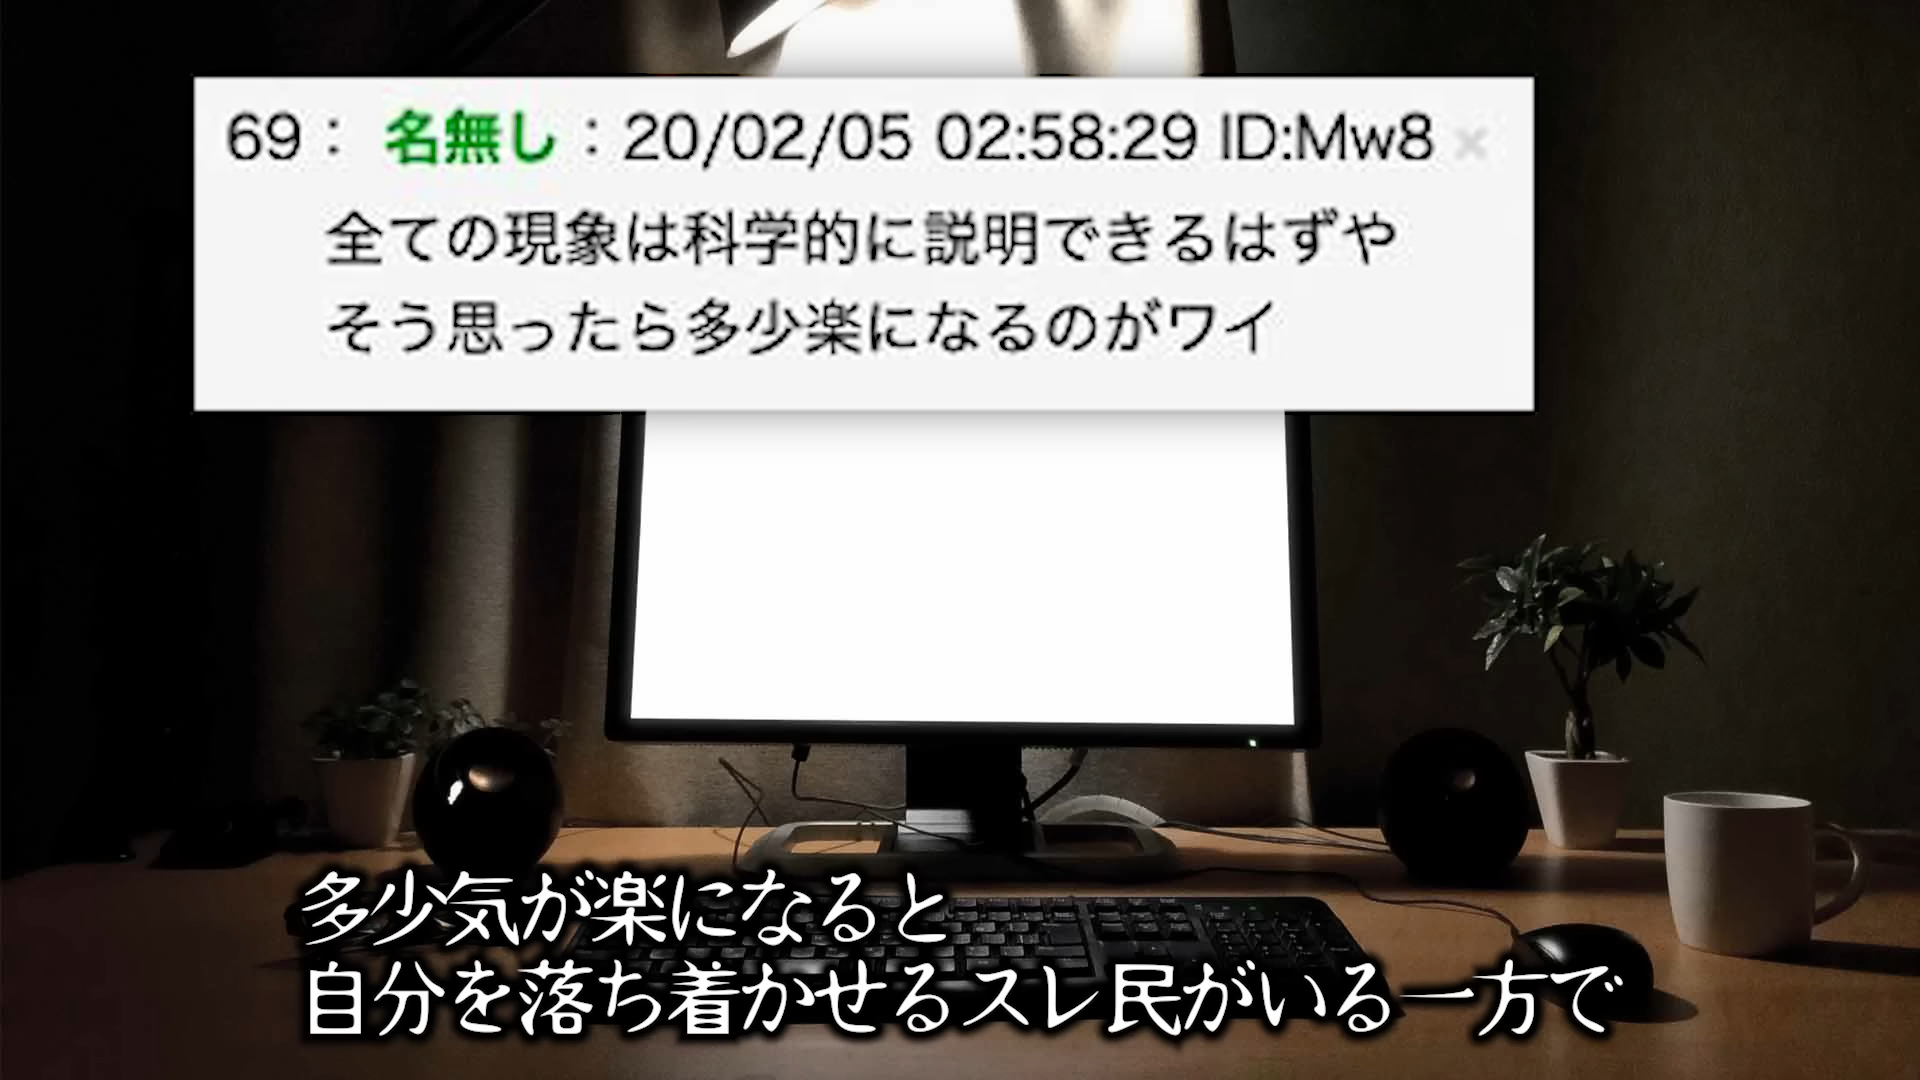 69： 名無し：20/02/05 02:58:29 ID:Mw8 ×
全ての現象は科学的に説明できるはずや
そう思ったら多少楽になるのがワイ
多少気が楽になると
自分を落ち着かせるスレ民がいる一方で